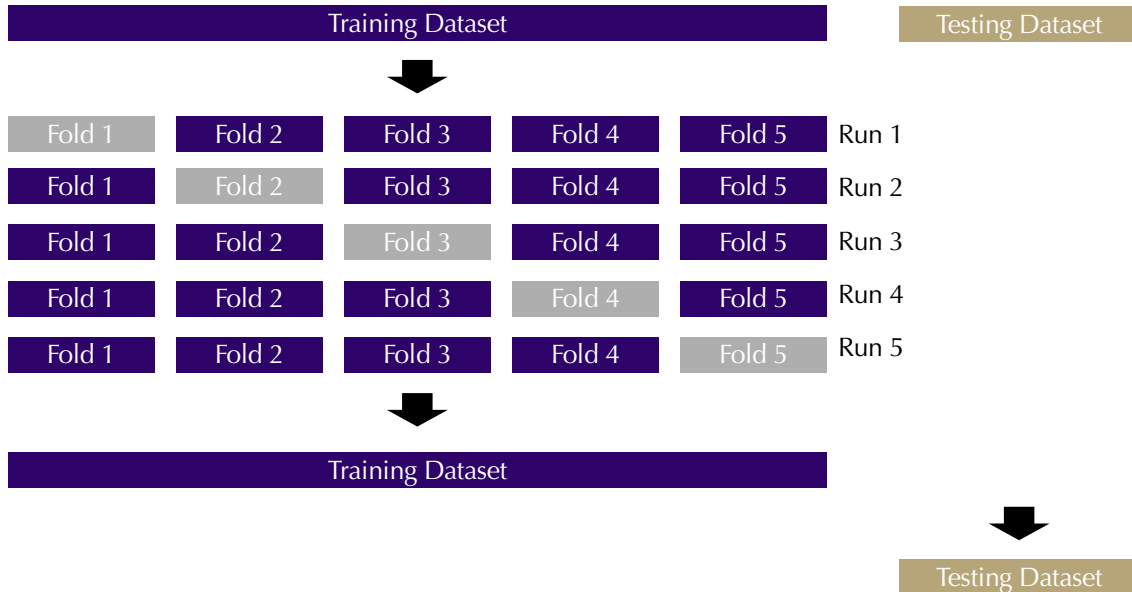 Training Dataset Testing Dataset
Fold 1 Fold 2 Fold 3 Fold 4 Fold 5 Run 1
Fold 1 Fold 2 Fold 3 Fold 4 Fold 5 Run 2
Fold 1 Fold 2 Fold 3 Fold 4 Fold 5 Run 3
Fold 1 Fold 2 Fold 3 Fold 4 Fold 5 Run 4
Fold 1 Fold 2 Fold 3 Fold 4 Fold 5 Run 5
Training Dataset
Testing Dataset